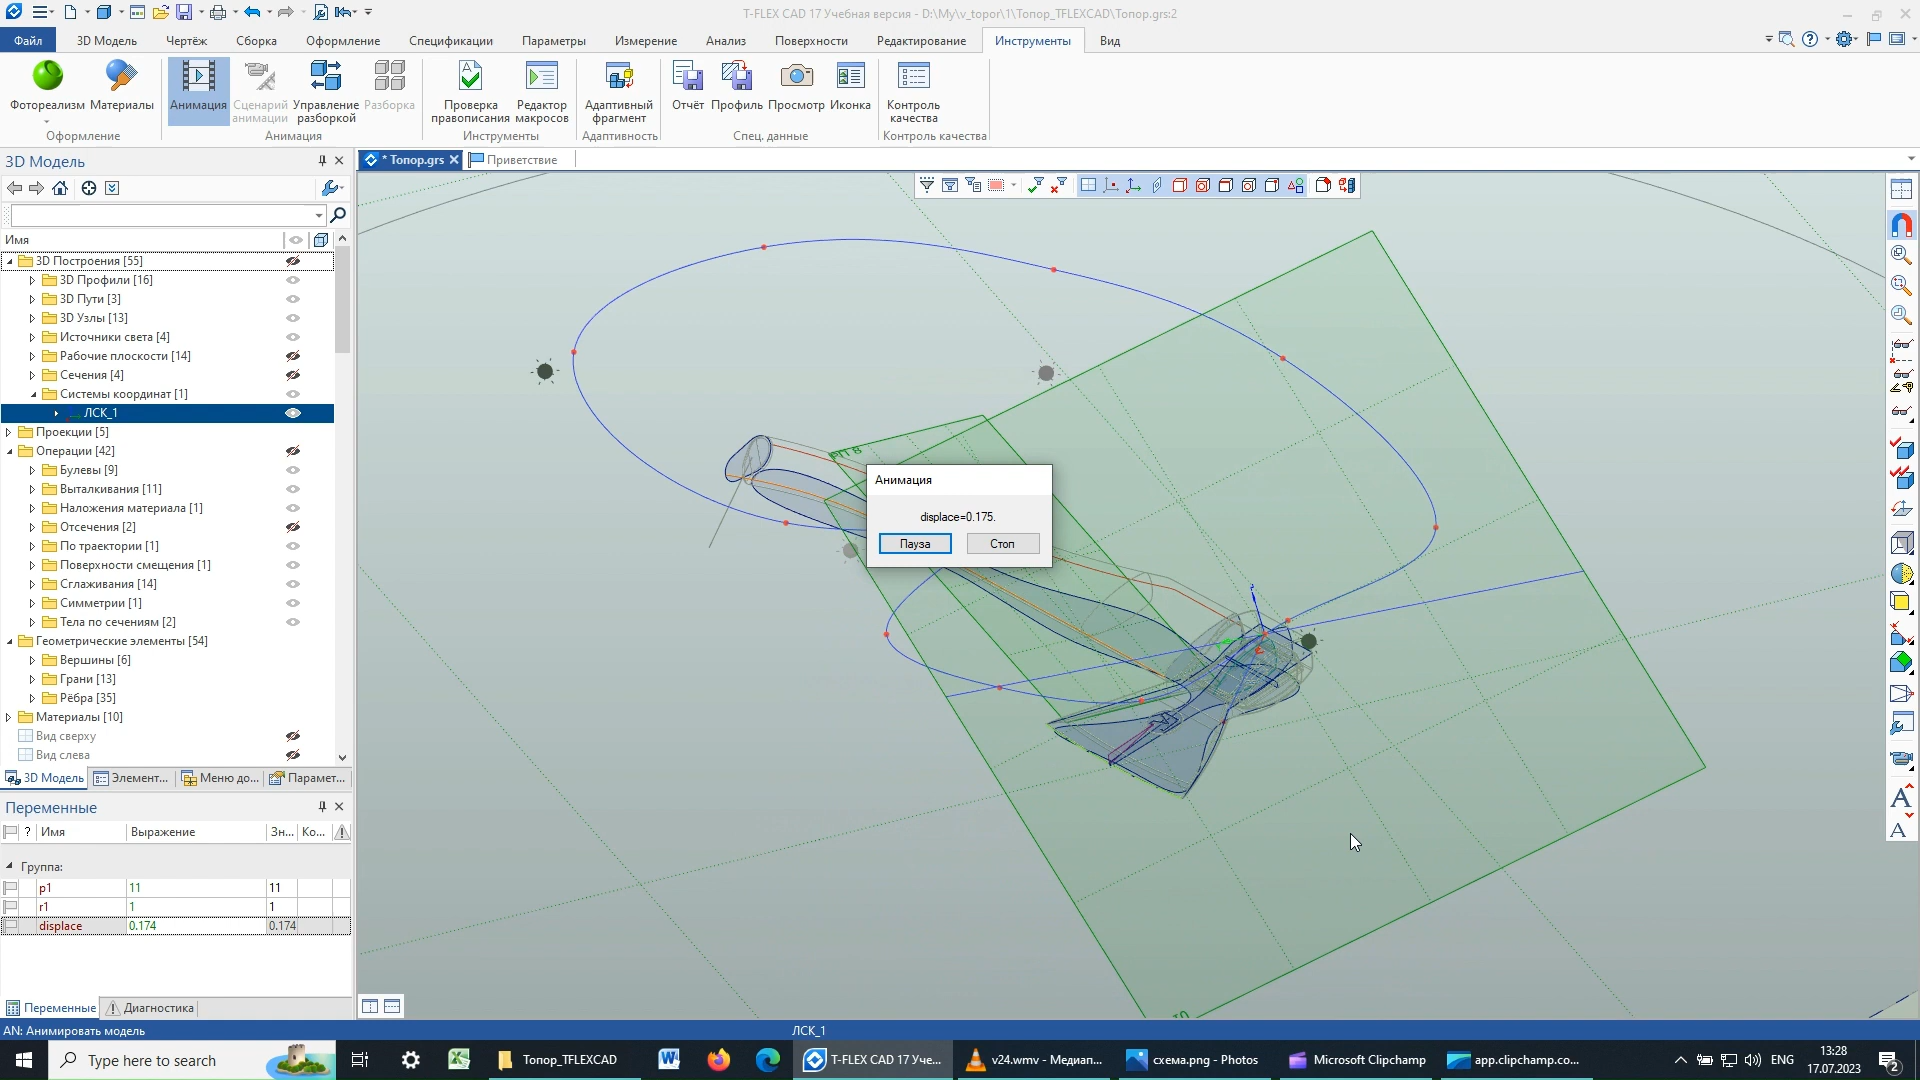 T-FLEX CAD 17 Учебная версия - D:\My\v_topor\1\Топор_TFLEXCAD\Топор.grs:2
Файл 3D Модель Чертёж Сборка Оформление Спецификации Параметры Измерение Анализ Поверхности Редактирование Инструменты Вид
Фотореализм Материалы Анимация Сценарий анимации Управление разборкой Разборка Проверка правописания Редактор макросов Адаптивный фрагмент Отчёт Профиль Просмотр Иконка Контроль качества
Оформление Анимация Инструменты Адаптивность Спец. данные Контроль качества
3D Модель
* Топор.grs
Приветствие
Имя
3D Построения [55]
3D Профили [16]
3D Пути [3]
3D Узлы [13]
Источники света [4]
Рабочие плоскости [14]
Сечения [4]
Системы координат [1]
ЛСК_1
Проекции [5]
Операции [42]
Булевы [9]
Выталкивания [11]
Наложения материала [1]
Отсечения [2]
По траектории [1]
Поверхности смещения [1]
Сглаживания [14]
Симметрии [1]
Тела по сечениям [2]
Геометрические элементы [54]
Вершины [6]
Грани [13]
Рёбра [35]
Материалы [10]
Вид сверху
Вид слева
3D Модель Элемент... Меню до... Парамет...
РП 8
Анимация
displace=0.175.
Пауза Стоп
Переменные
? Имя Выражение Зн... Ко...
Группа:
p1 11 11
r1 1 1
displace 0.174 0.174
Переменные Диагностика
AN: Анимировать модель
ЛСК_1
Type here to search
Топор_TFLEXCAD
T-FLEX CAD 17 Уче...
v24.wmv - Медиап...
схема.png - Photos
Microsoft Clipchamp
app.clipchamp.co...
ENG
13:28
17.07.2023
2